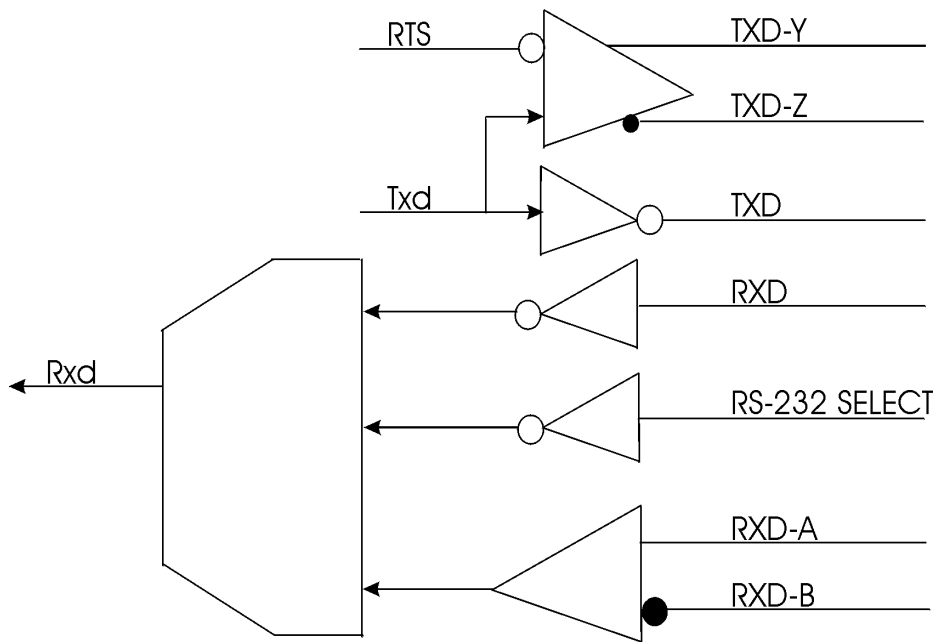 RTS
TXD-Y
TXD-Z
Txd
TXD
RXD
Rxd
RS-232 SELECT
RXD-A
RXD-B